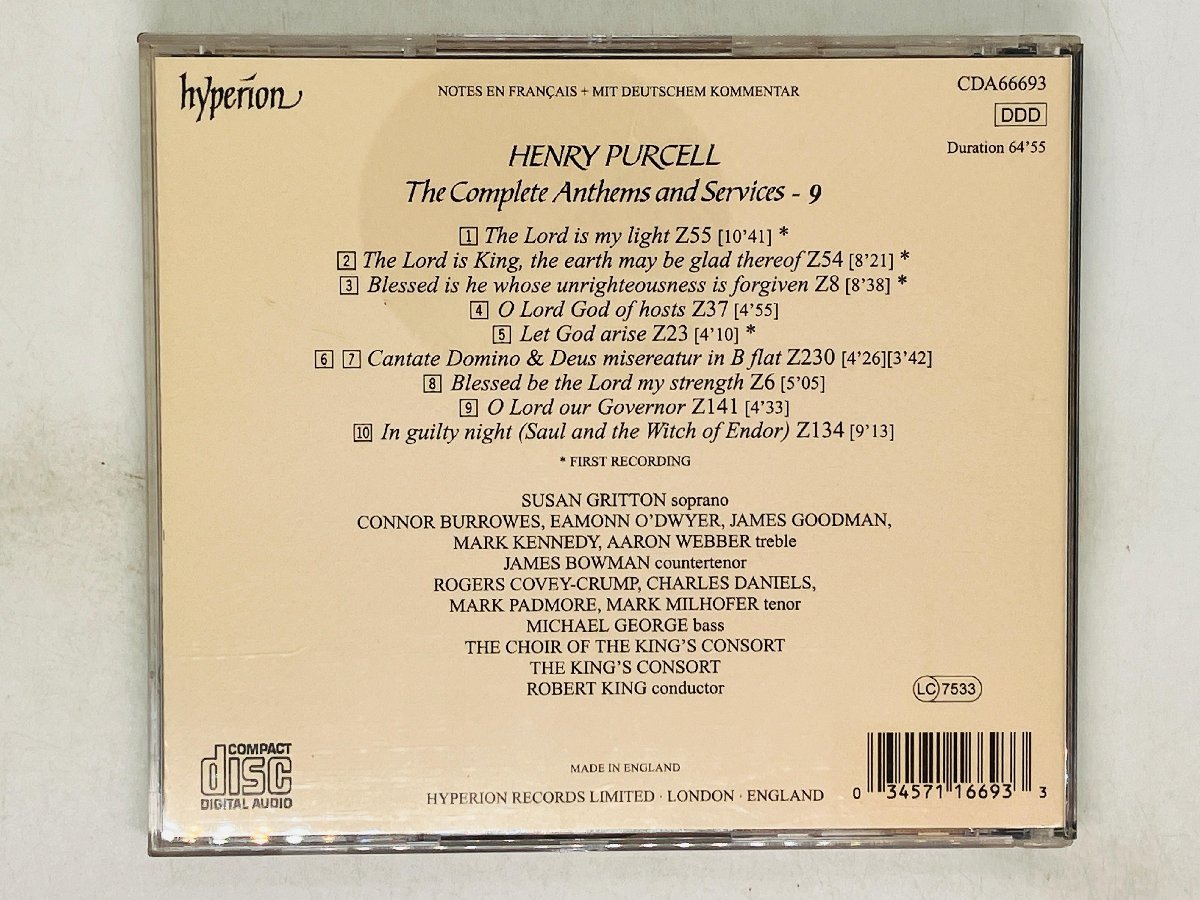 hyperion
NOTES EN FRANÇAIS + MIT DEUTSCHEM KOMMENTAR
CDA66693
DDD
Duration 64'55
HENRY PURCELL
The Complete Anthems and Services - 9
1 The Lord is my light Z55 [10'41] *
2 The Lord is King, the earth may be glad thereof Z54 [8'21] *
3 Blessed is he whose unrighteousness is forgiven Z8 [8'38] *
4 O Lord God of hosts Z37 [4'55]
5 Let God arise Z23 [4'10] *
6 7 Cantate Domino & Deus misereatur in B flat Z230 [4'26][3'42]
8 Blessed be the Lord my strength Z6 [5'05]
9 O Lord our Governor Z141 [4'33]
10 In guilty night (Saul and the Witch of Endor) Z134 [9'13]
* FIRST RECORDING
SUSAN GRITTON soprano
CONNOR BURROWES, EAMONN O'DWYER, JAMES GOODMAN,
MARK KENNEDY, AARON WEBBER treble
JAMES BOWMAN countertenor
ROGERS COVEY-CRUMP, CHARLES DANIELS,
MARK PADMORE, MARK MILHOFER tenor
MICHAEL GEORGE bass
THE CHOIR OF THE KING'S CONSORT
THE KING'S CONSORT
ROBERT KING conductor
LC 7533
COMPACT
disc
DIGITAL AUDIO
MADE IN ENGLAND
HYPERION RECORDS LIMITED · LONDON · ENGLAND
0 34571 16693 3